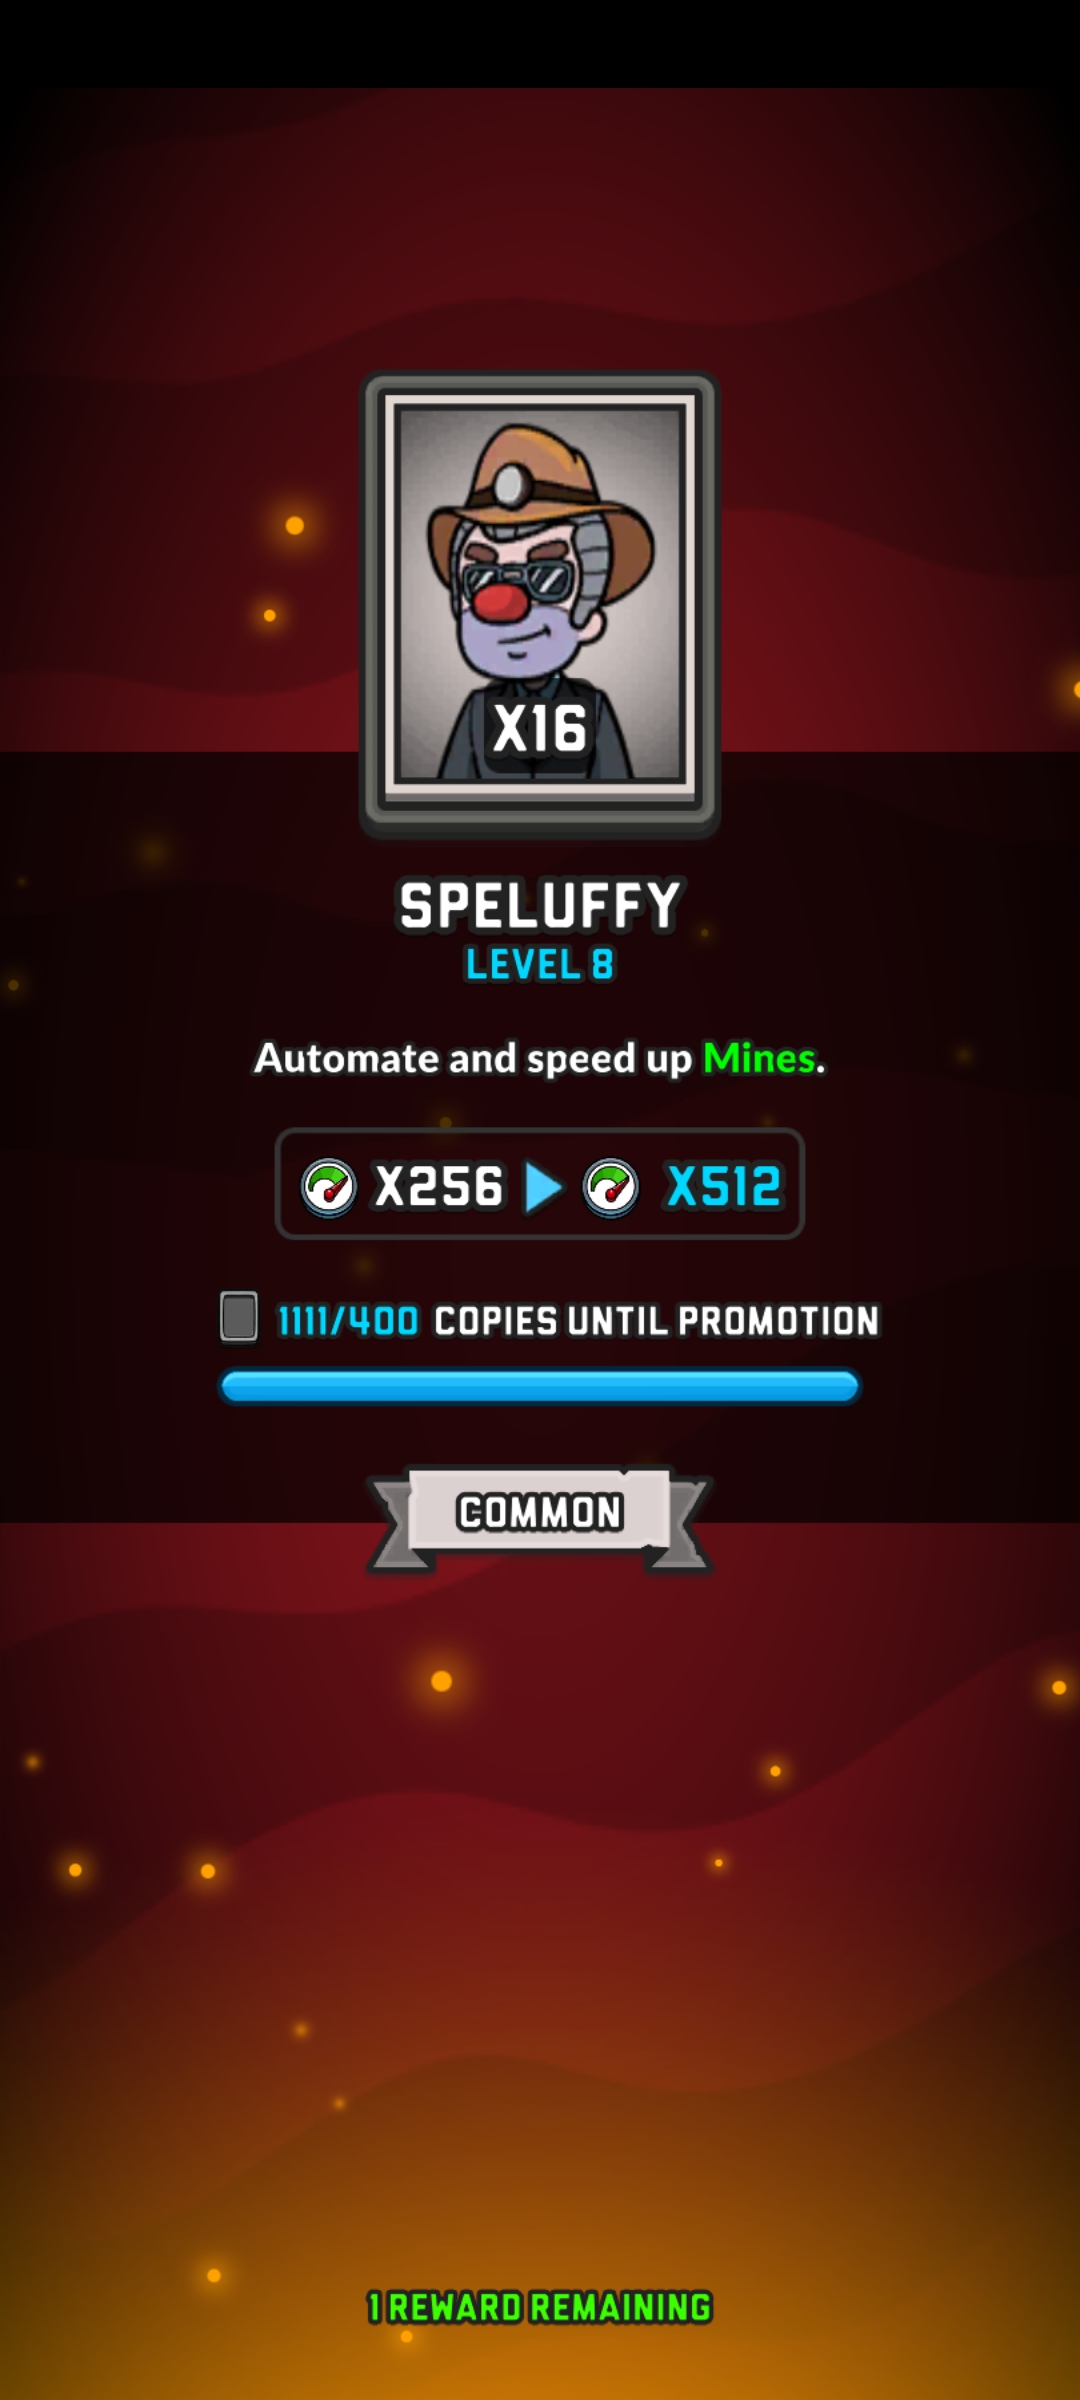 X16
SPELUFFY
LEVEL 8
Automate and speed up Mines.
X256 X512
1111/400 COPIES UNTIL PROMOTION
COMMON
1 REWARD REMAINING